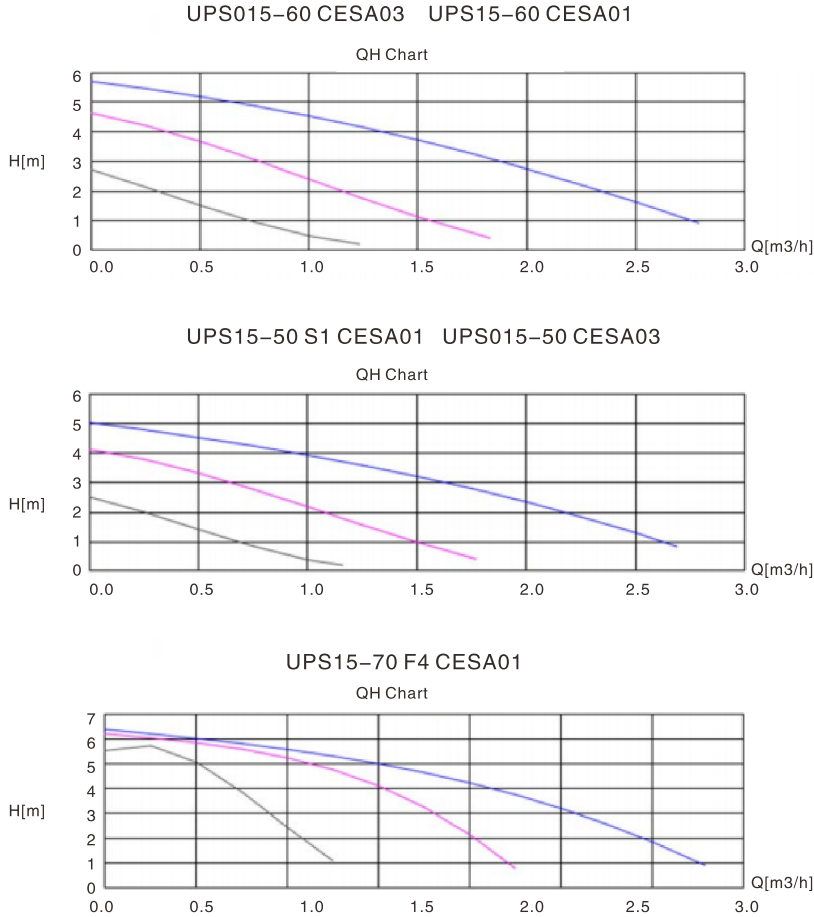 UPS015–60 CESA03 UPS15–60 CESA01
QH Chart
6
5
4
3
2
1
0
H[m]
Q[m3/h]
0.0 0.5 1.0 1.5 2.0 2.5 3.0
UPS15–50 S1 CESA01 UPS015–50 CESA03
QH Chart
6
5
4
3
2
1
0
H[m]
Q[m3/h]
0.0 0.5 1.0 1.5 2.0 2.5 3.0
UPS15–70 F4 CESA01
QH Chart
7
6
5
4
3
2
1
0
H[m]
Q[m3/h]
0.0 0.5 1.0 1.5 2.0 2.5 3.0